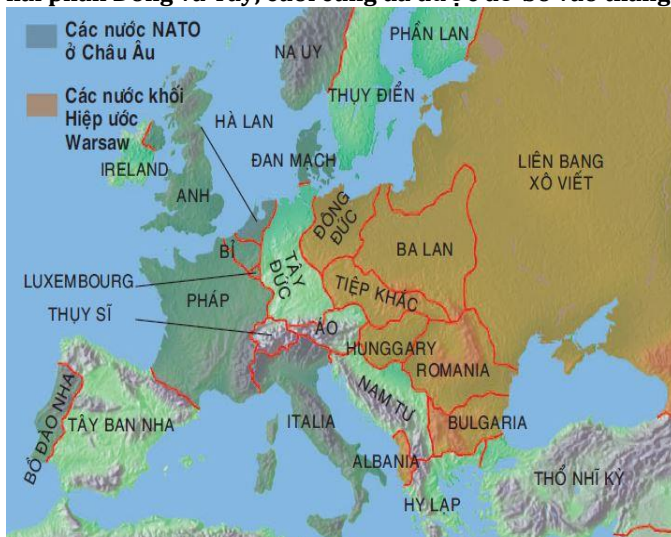 Các nước NATO
ở Châu Âu
Các nước khối
Hiệp ước
Warsaw
NA UY
PHẦN LAN
THỤY ĐIỂN
HÀ LAN
IRELAND
ĐAN MẠCH
LIÊN BANG
XÔ VIẾT
ANH
ĐÔNG
ĐỨC
BỈ
TÂY
ĐỨC
BA LAN
LUXEMBOURG
TIỆP KHẮC
PHÁP
THỤY SĨ
ÁO
HUNGGARY
ROMANIA
NAM TƯ
BỒ ĐÀO NHA
TÂY BAN NHA
ITALIA
BULGARIA
ALBANIA
THỔ NHĨ KỲ
HY LẠP